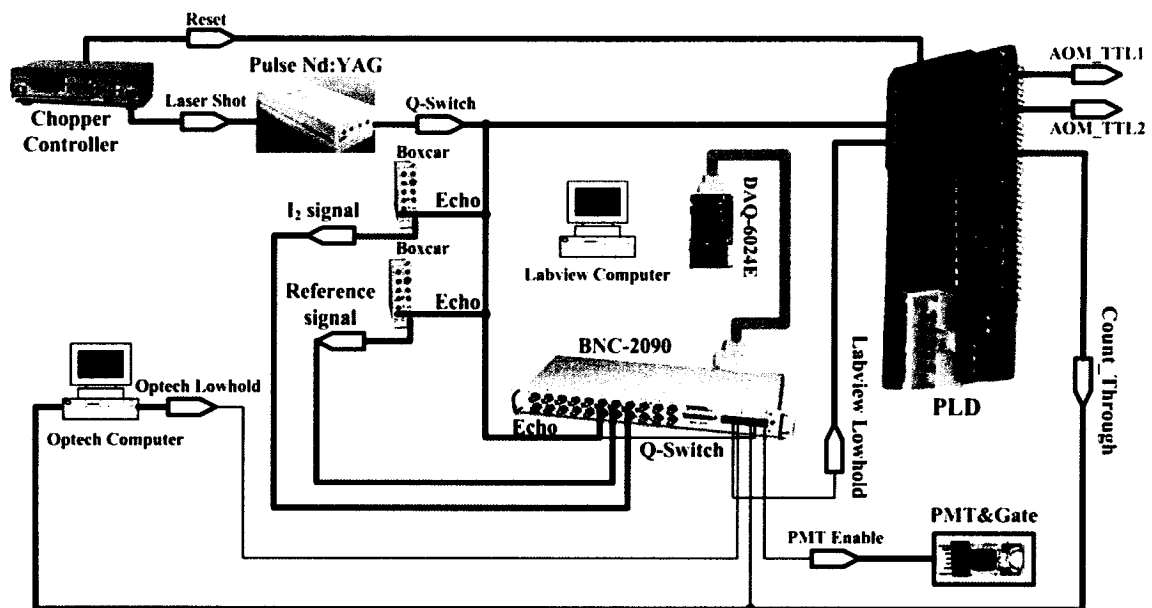 Reset
AOM_TTL1
Pulse Nd:YAG
Laser Shot
Q-Switch
AOM_TTL2
Chopper
Controller
Boxcar
Echo
I₂ signal
DAQ-6024E
Boxcar
Labview Computer
Reference
signal
Echo
BNC-2090
Labview Lowhold
Count_Through
Optech Lowhold
PLD
Optech Computer
Echo
Q-Switch
PMT&Gate
PMT Enable